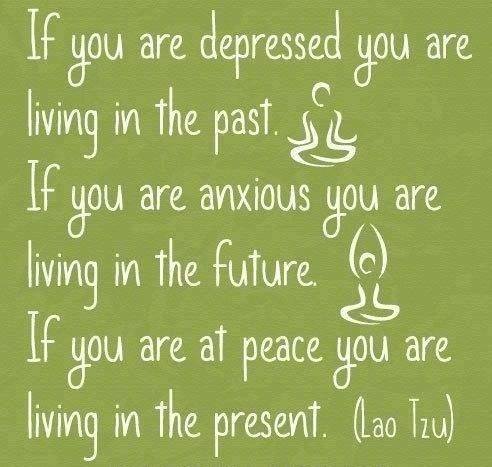 If you are depressed you are
living in the past.
If you are anxious you are
living in the future.
If you are at peace you are
living in the present. (Lao Tzu)